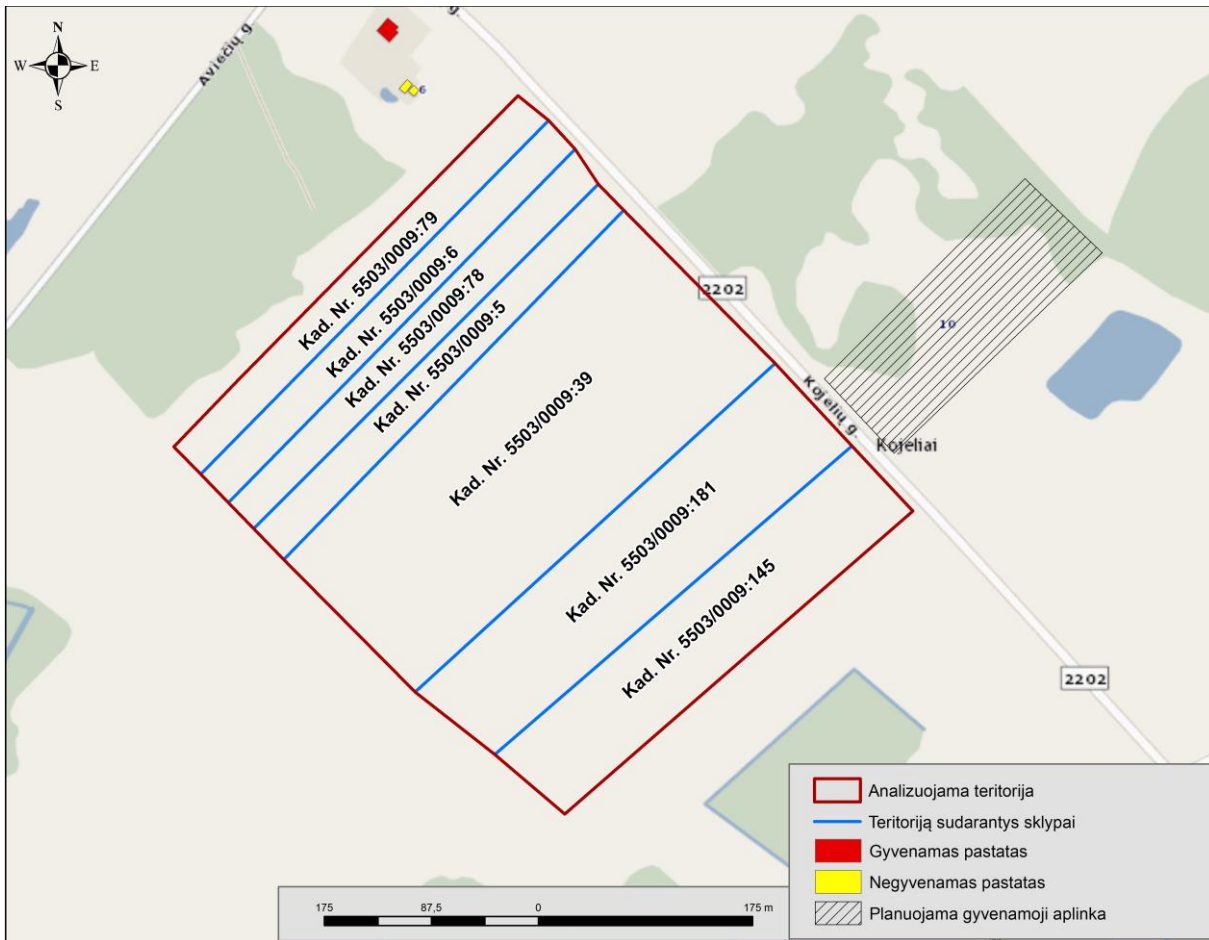 g.
Aviečių g.
N
W
E
S
6
Kad. Nr. 5503/0009:79
Kad. Nr. 5503/0009:6
Kad. Nr. 5503/0009:78
Kad. Nr. 5503/0009:5
2202
10
Kad. Nr. 5503/0009:39
Kojelių g.
Kojeliai
Kad. Nr. 5503/0009:181
Kad. Nr. 5503/0009:145
2202
Analizuojama teritorija
Teritoriją sudarantys sklypai
Gyvenamas pastatas
Negyvenamas pastatas
Planuojama gyvenamoji aplinka
175 87,5 0 175 m